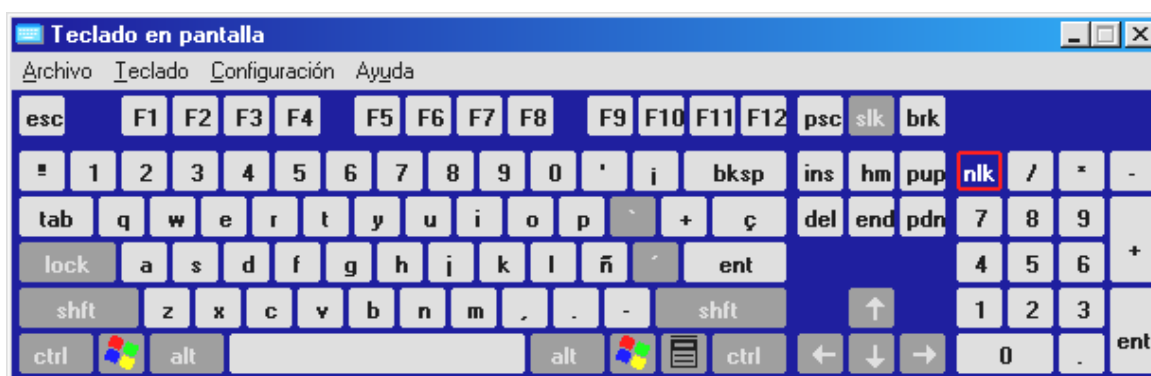 Teclado en pantalla
Archivo Teclado Configuración Ayuda
esc F1 F2 F3 F4 F5 F6 F7 F8 F9 F10 F11 F12 psc slk brk
º 1 2 3 4 5 6 7 8 9 0 ' ¡ bksp ins hm pup nlk / * -
tab q w e r t y u i o p ` + ç del end pdn 7 8 9 +
lock a s d f g h j k l ñ ´ ent 4 5 6
shft z x c v b n m , . - shft ↑ 1 2 3 ent
ctrl alt alt ctrl ← ↓ → 0 .